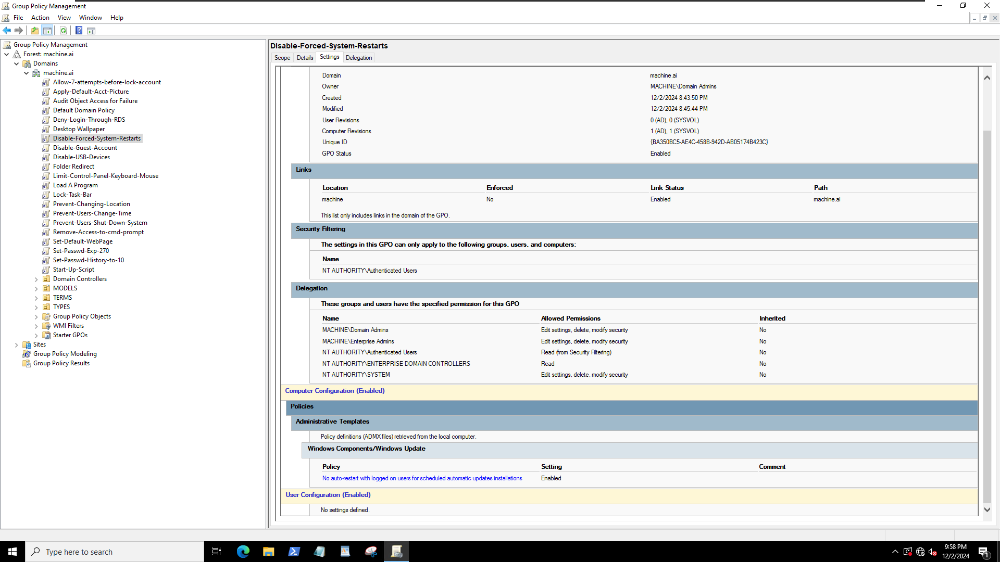 Group Policy Management
File Action View Window Help
Group Policy Management
Forest: machine.ai
Domains
machine.ai
Allow-7-attempts-before-lock-account
Apply-Default-Acct-Picture
Audit Object Access for Failure
Default Domain Policy
Deny-Login-Through-RDS
Desktop Wallpaper
Disable-Forced-System-Restarts
Disable-Guest-Account
Disable-USB-Devices
Folder Redirect
Limit-Control-Panel-Keyboard-Mouse
Load A Program
Lock-Task-Bar
Prevent-Changing-Location
Prevent-Users-Change-Time
Prevent-Users-Shut-Down-System
Remove-Access-to-cmd-prompt
Set-Default-WebPage
Set-Passwd-Exp-270
Set-Passwd-History-to-10
Start-Up-Script
Domain Controllers
MODELS
TERMS
TYPES
Group Policy Objects
WMI Filters
Starter GPOs
Sites
Group Policy Modeling
Group Policy Results
Disable-Forced-System-Restarts
Scope Details Settings Delegation
Domain machine.ai
Owner MACHINE\Domain Admins
Created 12/2/2024 8:43:50 PM
Modified 12/2/2024 8:45:44 PM
User Revisions 0 (AD), 0 (SYSVOL)
Computer Revisions 1 (AD), 1 (SYSVOL)
Unique ID {BA350BC5-AE4C-458B-942D-AB05174B423C}
GPO Status Enabled
Links
Location Enforced Link Status Path
machine No Enabled machine.ai
This list only includes links in the domain of the GPO.
Security Filtering
The settings in this GPO can only apply to the following groups, users, and computers:
Name
NT AUTHORITY\Authenticated Users
Delegation
These groups and users have the specified permission for this GPO
Name Allowed Permissions Inherited
MACHINE\Domain Admins Edit settings, delete, modify security No
MACHINE\Enterprise Admins Edit settings, delete, modify security No
NT AUTHORITY\Authenticated Users Read (from Security Filtering) No
NT AUTHORITY\ENTERPRISE DOMAIN CONTROLLERS Read No
NT AUTHORITY\SYSTEM Edit settings, delete, modify security No
Computer Configuration (Enabled)
Policies
Administrative Templates
Policy definitions (ADMX files) retrieved from the local computer.
Windows Components/Windows Update
Policy Setting Comment
No auto-restart with logged on users for scheduled automatic updates installations Enabled
User Configuration (Enabled)
No settings defined.
Type here to search
9:58 PM
12/2/2024
1